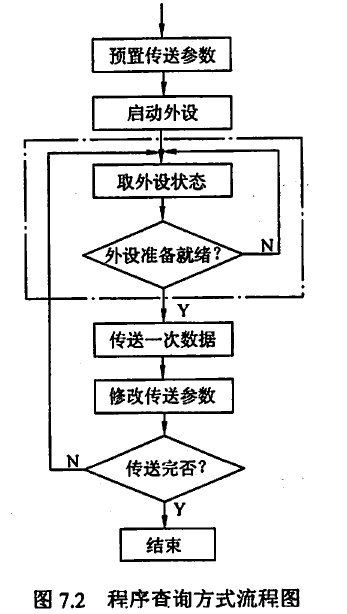 预置传送参数
启动外设
取外设状态
外设准备就绪?
N
Y
传送一次数据
修改传送参数
传送完否?
N
Y
结束
图 7.2 程序查询方式流程图